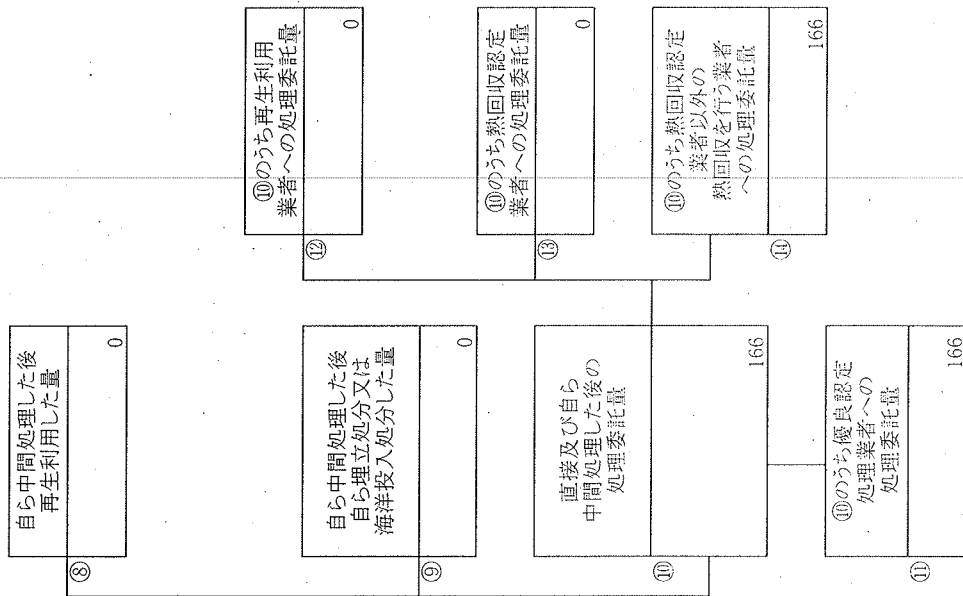 ⑧
自ら中間処理した後
再生利用した量
0
⑨
自ら中間処理した後
自ら埋立処分又は
海洋投入処分した量
0
⑩
直接及び自ら
中間処理した後の
処理委託量
166
⑪
⑩のうち優良認定
処理業者への
処理委託量
166
⑫
⑩のうち再生利用
業者への処理委託量
0
⑬
⑩のうち熱回収認定
業者への処理委託量
0
⑭
⑩のうち熱回収認定
業者以外の
熱回収を行う業者
への処理委託量
166